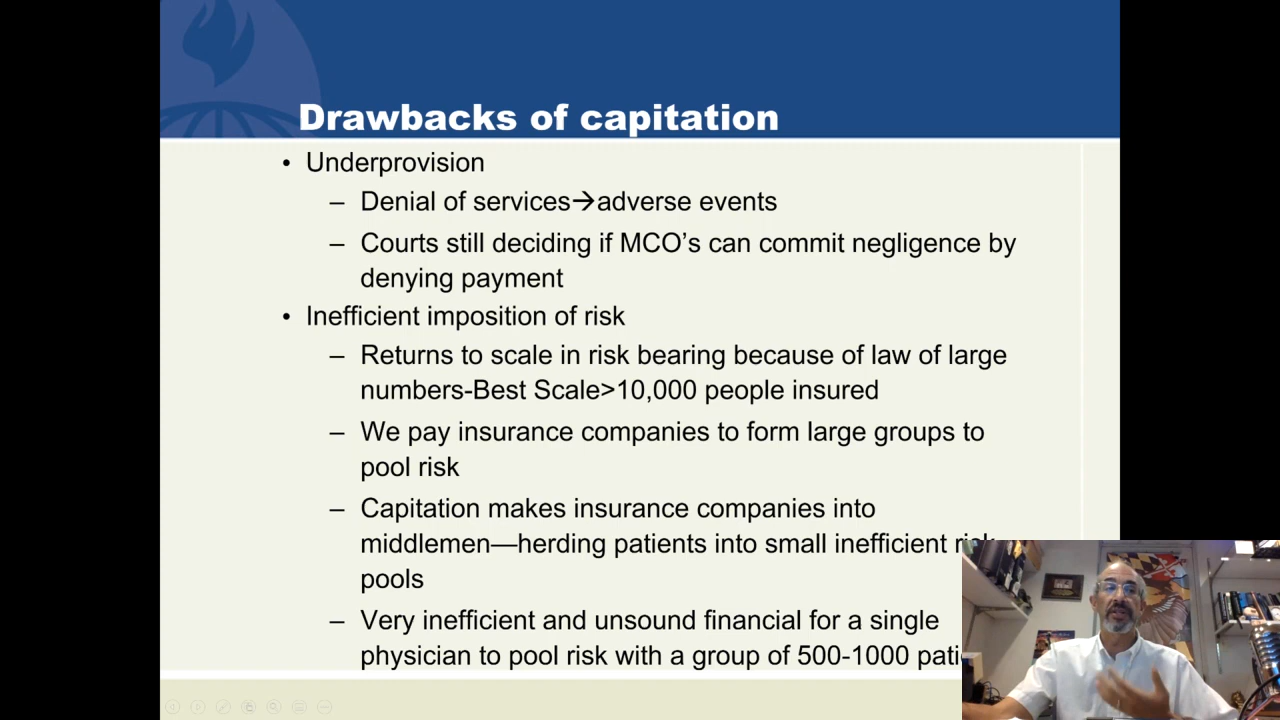 Drawbacks of capitation
• Underprovision
– Denial of services→adverse events
– Courts still deciding if MCO’s can commit negligence by
denying payment
• Inefficient imposition of risk
– Returns to scale in risk bearing because of law of large
numbers-Best Scale>10,000 people insured
– We pay insurance companies to form large groups to
pool risk
– Capitation makes insurance companies into
middlemen—herding patients into small inefficient
pools
– Very inefficient and unsound financial for a single
physician to pool risk with a group of 500-1000